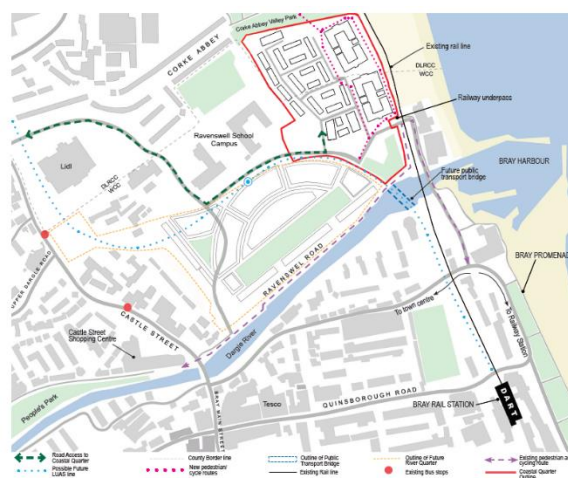 Corke Abbey Valley Park
CORKE ABBEY
Existing rail line
DLRCC
WCC
Railway underpass
Ravenswell School
Campus
Lidl
DLRCC
WCC
BRAY HARBOUR
Future public
transport bridge
UPPER DARGLE ROAD
RAVENSWEL ROAD
BRAY PROMENAD
CASTLE STREET
To town centre
To Railway
Station
Castle Street
Shopping Centre
Dargle River
People's Park
Tesco
QUINSBOROUGH ROAD
BRAY MAIN STREET
BRAY RAIL STATION
DART
Road Access to
Coastal Quarter
County Border line
Outline of Public
Transport Bridge
Outline of Future
River Quarter
Existing pedestrian a
cycling route
Possible Future
LUAS line
New pedestrian/
cycle routes
Existing Rail line
Existing Bus stops
Coastal Quarter
Outline